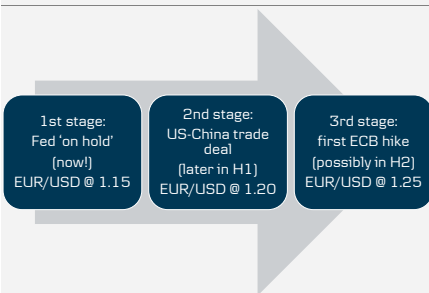 1st stage:
Fed 'on hold'
(now!)
EUR/USD @ 1.15
2nd stage:
US-China trade
deal
(later in H1)
EUR/USD @ 1.20
3rd stage:
first ECB hike
(possibly in H2)
EUR/USD @ 1.25